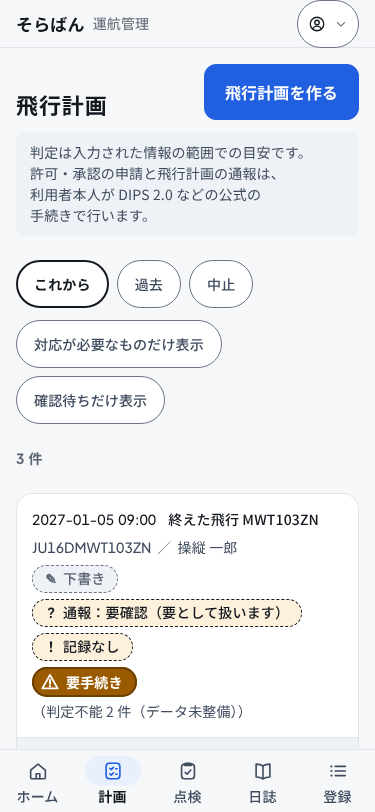 そらばん 運航管理
飛行計画
飛行計画を作る
判定は入力された情報の範囲での目安です。
許可・承認の申請と飛行計画の通報は、
利用者本人が DIPS 2.0 などの公式の
手続きで行います。
これから 過去 中止
対応が必要なものだけ表示
確認待ちだけ表示
3 件
2027-01-05 09:00 終えた飛行 MWT103ZN
JU16DMWT103ZN ／ 操縦 一郎
✎ 下書き
? 通報：要確認（要として扱います）
! 記録なし
要手続き
（判定不能 2 件（データ未整備））
ホーム 計画 点検 日誌 登録